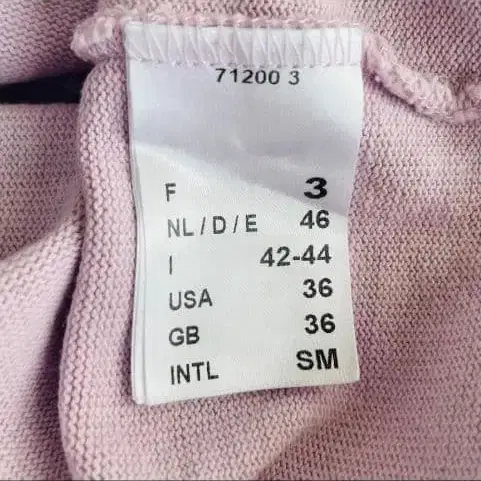 71200 3
F 3
NL / D / E 46
I 42-44
USA 36
GB 36
INTL SM